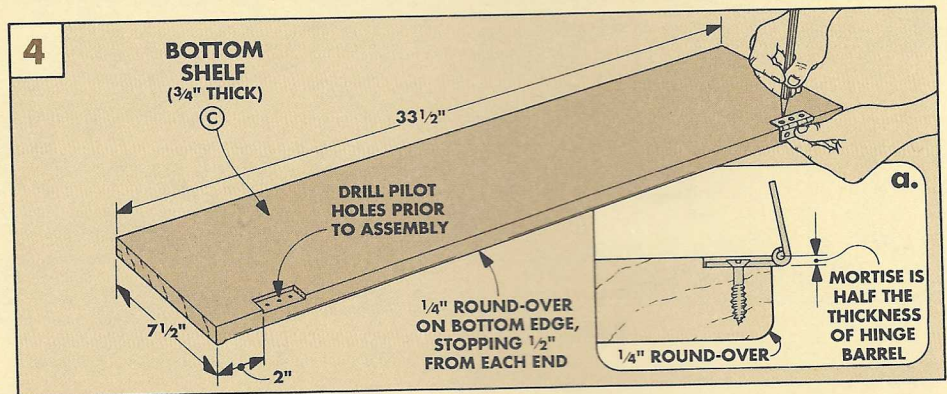 4
BOTTOM
SHELF
(3/4" THICK)
C
33 1/2"
DRILL PILOT
HOLES PRIOR
TO ASSEMBLY
7 1/2"
2"
1/4" ROUND-OVER
ON BOTTOM EDGE,
STOPPING 1/2"
FROM EACH END
a.
MORTISE IS
HALF THE
THICKNESS
OF HINGE
BARREL
1/4" ROUND-OVER